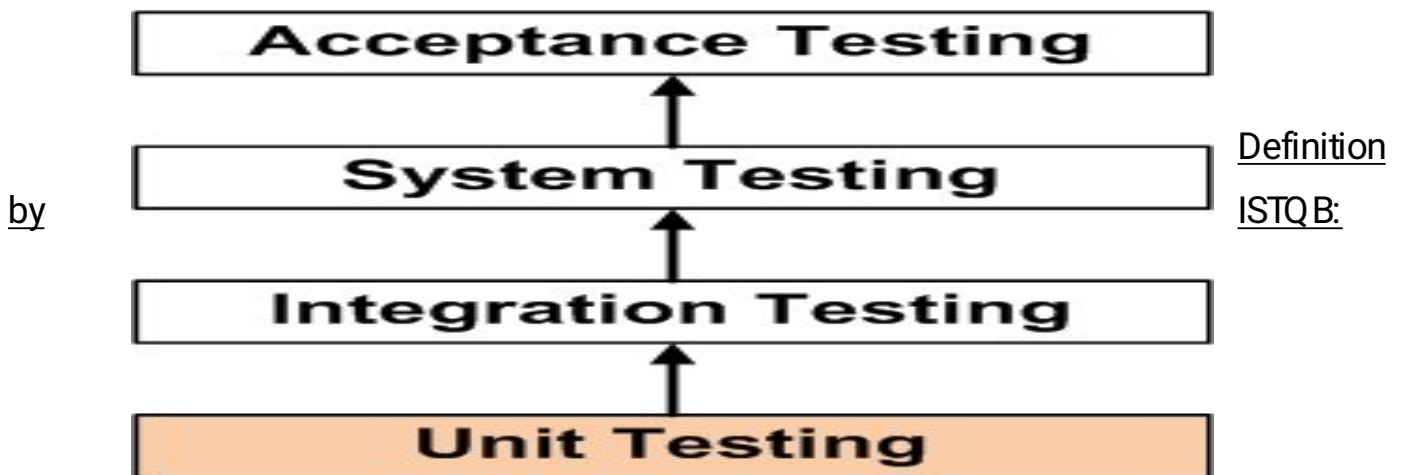 Acceptance Testing
Definition
System Testing
by
ISTQB:
Integration Testing
Unit Testing